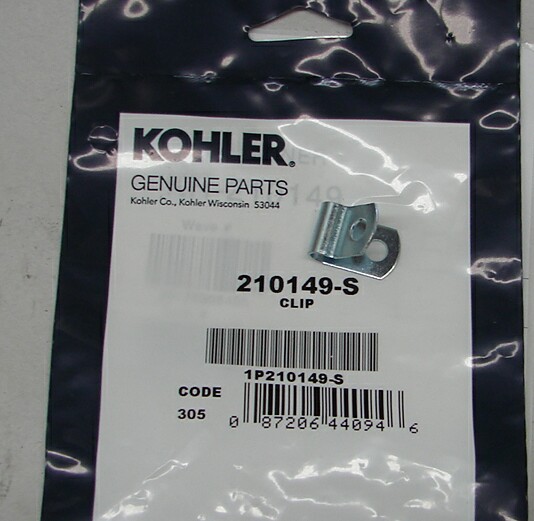 KOHLER®
GENUINE PARTS
Kohler Co., Kohler Wisconsin 53044
210149-S
CLIP
1P210149-S
CODE
305
0 87206 44094 6